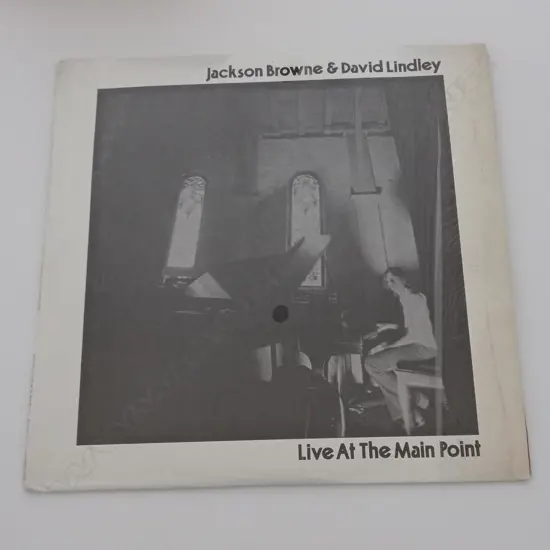 Jackson Browne & David Lindley
Live At The Main Point